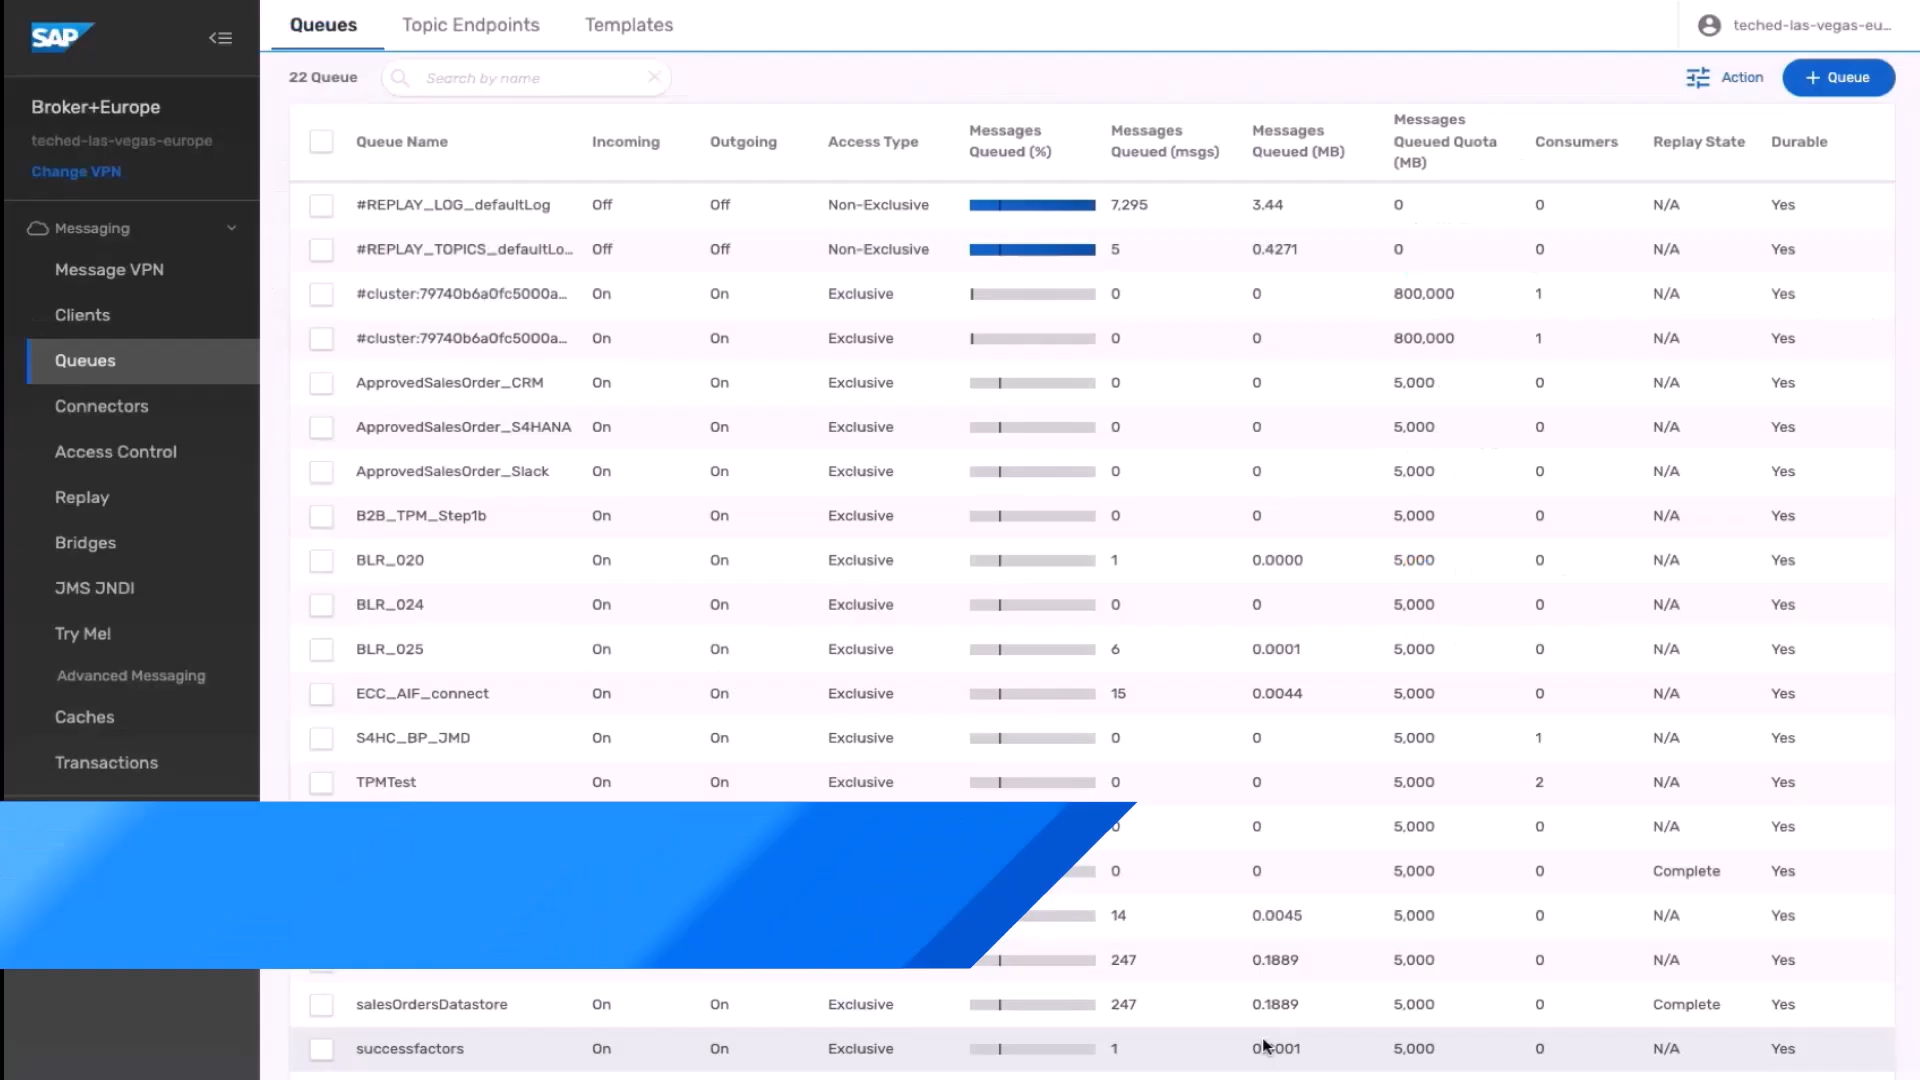 SAP
Broker+Europe
teched-las-vegas-europe
Change VPN
Messaging
Message VPN
Clients
Queues
Connectors
Access Control
Replay
Bridges
JMS JNDI
Try Me!
Advanced Messaging
Caches
Transactions
Queues Topic Endpoints Templates
teched-las-vegas-eu...
22 Queue Search by name Action + Queue
Queue Name Incoming Outgoing Access Type Messages Queued (%) Messages Queued (msgs) Messages Queued (MB) Messages Queued Quota (MB) Consumers Replay State Durable
#REPLAY_LOG_defaultLog Off Off Non-Exclusive 7,295 3.44 0 0 N/A Yes
#REPLAY_TOPICS_defaultLo... Off Off Non-Exclusive 5 0.4271 0 0 N/A Yes
#cluster:79740b6a0fc5000a... On On Exclusive 0 0 800,000 1 N/A Yes
#cluster:79740b6a0fc5000a... On On Exclusive 0 0 800,000 1 N/A Yes
ApprovedSalesOrder_CRM On On Exclusive 0 0 5,000 0 N/A Yes
ApprovedSalesOrder_S4HANA On On Exclusive 0 0 5,000 0 N/A Yes
ApprovedSalesOrder_Slack On On Exclusive 0 0 5,000 0 N/A Yes
B2B_TPM_Step1b On On Exclusive 0 0 5,000 0 N/A Yes
BLR_020 On On Exclusive 1 0.0000 5,000 0 N/A Yes
BLR_024 On On Exclusive 0 0 5,000 0 N/A Yes
BLR_025 On On Exclusive 6 0.0001 5,000 0 N/A Yes
ECC_AIF_connect On On Exclusive 15 0.0044 5,000 0 N/A Yes
S4HC_BP_JMD On On Exclusive 0 0 5,000 1 N/A Yes
TPMTest On On Exclusive 0 0 5,000 2 N/A Yes
0 0 5,000 0 N/A Yes
0 0 5,000 0 Complete Yes
14 0.0045 5,000 0 N/A Yes
247 0.1889 5,000 0 N/A Yes
salesOrdersDatastore On On Exclusive 247 0.1889 5,000 0 Complete Yes
successfactors On On Exclusive 1 5,000 0 N/A Yes